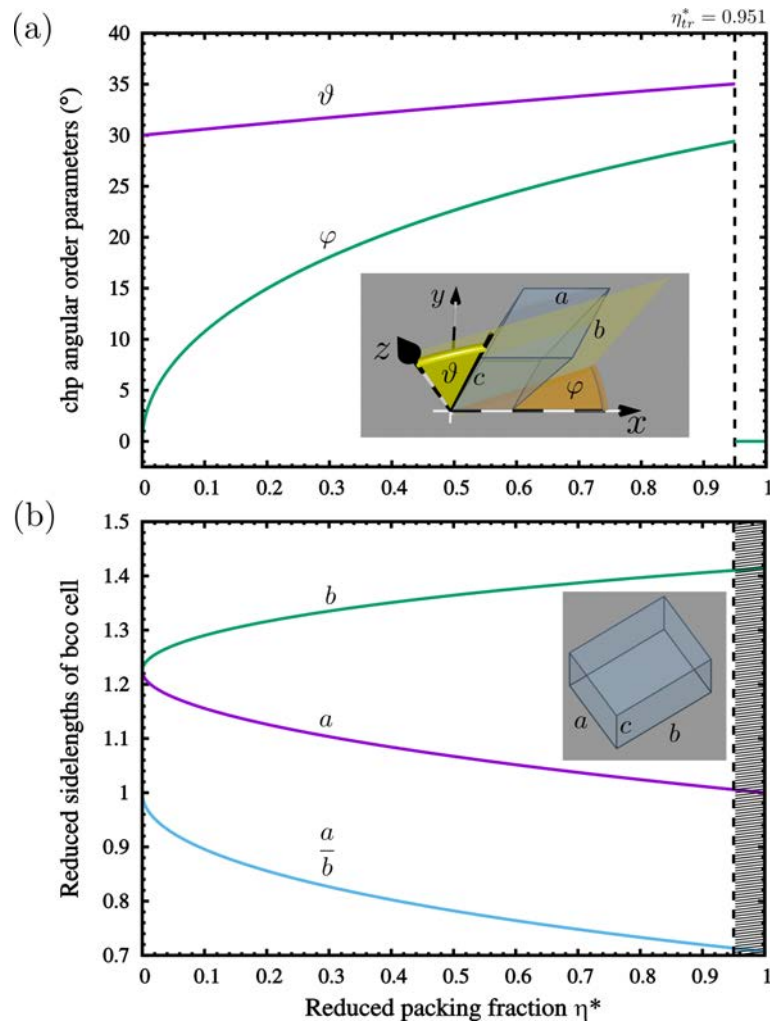 η*tr = 0.951
(a)
chp angular order parameters (°)
40
35
30
25
20
15
10
5
0
ϑ
φ
y
a
b
z
ϑ
c
φ
x
0 0.1 0.2 0.3 0.4 0.5 0.6 0.7 0.8 0.9 1
(b)
Reduced sidelengths of bco cell
1.5
1.4
1.3
1.2
1.1
1
0.9
0.8
0.7
b
a
a
b
a
c
b
0 0.1 0.2 0.3 0.4 0.5 0.6 0.7 0.8 0.9 1
Reduced packing fraction η*